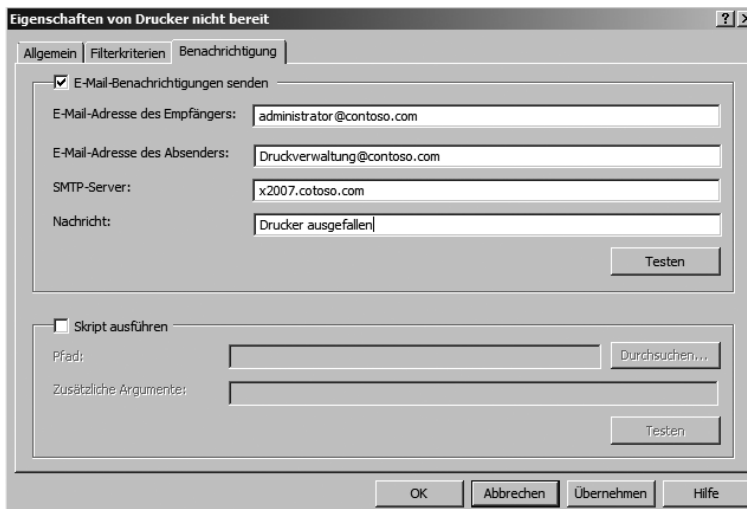 Eigenschaften von Drucker nicht bereit
Allgemein Filterkriterien Benachrichtigung
E-Mail-Benachrichtigungen senden
E-Mail-Adresse des Empfängers: administrator@contoso.com
E-Mail-Adresse des Absenders: Druckverwaltung@contoso.com
SMTP-Server: x2007.cotoso.com
Nachricht: Drucker ausgefallen
Testen
Skript ausführen
Pfad: Durchsuchen...
Zusätzliche Argumente:
Testen
OK Abbrechen Übernehmen Hilfe